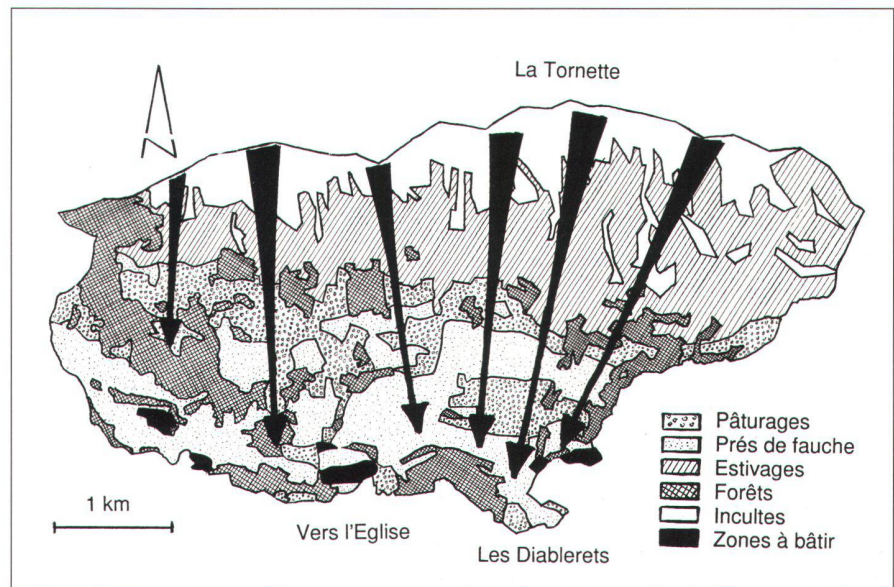 La Tornette
N
Pâturages
Prés de fauche
Estivages
Forêts
Incultes
Zones à bâtir
1 km
Vers l'Eglise
Les Diablerets